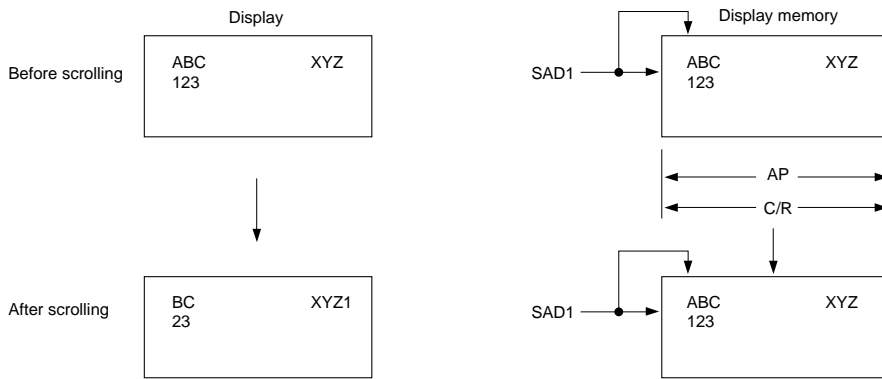 Display
Display memory
Before scrolling
ABC XYZ
123
SAD1
ABC XYZ
123
AP
C/R
After scrolling
BC XYZ1
23
SAD1
ABC XYZ
123